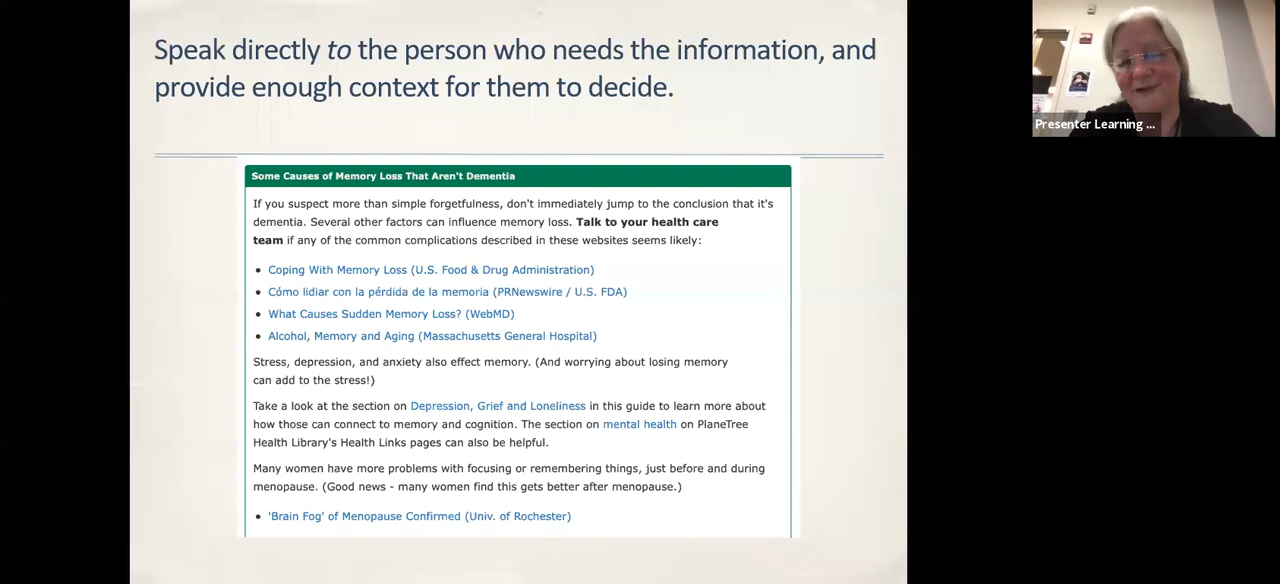 Speak directly to the person who needs the information, and
provide enough context for them to decide.
Some Causes of Memory Loss That Aren't Dementia
If you suspect more than simple forgetfulness, don't immediately jump to the conclusion that it's
dementia. Several other factors can influence memory loss. Talk to your health care
team if any of the common complications described in these websites seems likely:
• Coping With Memory Loss (U.S. Food & Drug Administration)
• Cómo lidiar con la pérdida de la memoria (PRNewswire / U.S. FDA)
• What Causes Sudden Memory Loss? (WebMD)
• Alcohol, Memory and Aging (Massachusetts General Hospital)
Stress, depression, and anxiety also effect memory. (And worrying about losing memory
can add to the stress!)
Take a look at the section on Depression, Grief and Loneliness in this guide to learn more about
how those can connect to memory and cognition. The section on mental health on PlaneTree
Health Library's Health Links pages can also be helpful.
Many women have more problems with focusing or remembering things, just before and during
menopause. (Good news - many women find this gets better after menopause.)
• 'Brain Fog' of Menopause Confirmed (Univ. of Rochester)
Presenter Learning ...